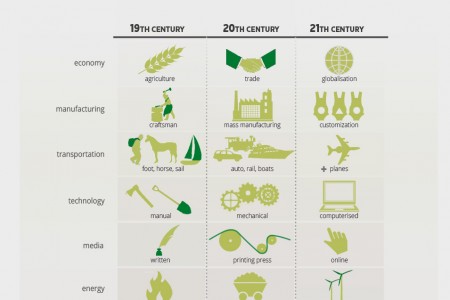 19TH CENTURY 20TH CENTURY 21TH CENTURY
economy
agriculture trade globalisation
manufacturing
craftsman mass manufacturing customization
transportation
foot, horse, sail auto, rail, boats + planes
technology
manual mechanical computerised
media
written printing press online
energy